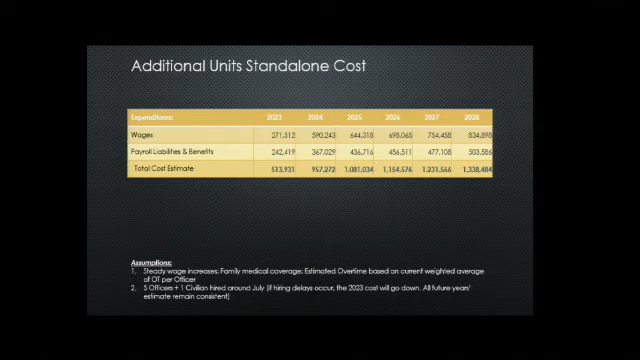 Additional Units Standalone Cost
Expenditures: 2023 2024 2025 2026 2027 2028
Wages 271,512 590,243 644,318 698,065 754,458 834,898
Payroll Liabilities & Benefits 242,419 367,029 436,716 456,511 477,108 503,586
Total Cost Estimate 513,931 957,272 1,081,034 1,154,576 1,231,566 1,338,484
Assumptions:
1. Steady wage increases; Family medical coverage; Estimated Overtime based on current weighted average
of OT per Officer
2. 5 Officers + 1 Civilian hired around July (if hiring delays occur, the 2023 cost will go down. All future years'
estimate remain consistent)